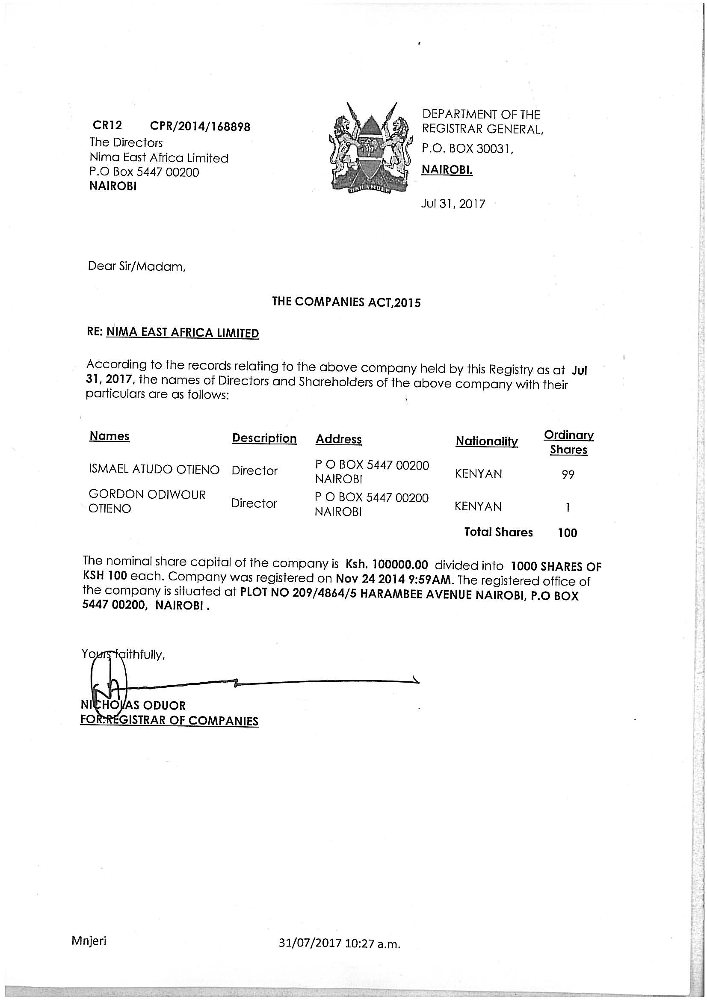 CR12 CPR/2014/168898
The Directors
Nima East Africa Limited
P.O Box 5447 00200
NAIROBI
HARAMBEE
DEPARTMENT OF THE
REGISTRAR GENERAL,
P.O. BOX 30031,
NAIROBI.
Jul 31, 2017
Dear Sir/Madam,
THE COMPANIES ACT,2015
RE: NIMA EAST AFRICA LIMITED
According to the records relating to the above company held by this Registry as at Jul
31, 2017, the names of Directors and Shareholders of the above company with their
particulars are as follows:
Names Description Address Nationality Ordinary
Shares
ISMAEL ATUDO OTIENO Director P O BOX 5447 00200
NAIROBI KENYAN 99
GORDON ODIWOUR
OTIENO Director P O BOX 5447 00200
NAIROBI KENYAN 1
Total Shares 100
The nominal share capital of the company is Ksh. 100000.00 divided into 1000 SHARES OF
KSH 100 each. Company was registered on Nov 24 2014 9:59AM. The registered office of
the company is situated at PLOT NO 209/4864/5 HARAMBEE AVENUE NAIROBI, P.O BOX
5447 00200, NAIROBI .
Yours faithfully,
NICHOLAS ODUOR
FOR:REGISTRAR OF COMPANIES
Mnjeri 31/07/2017 10:27 a.m.